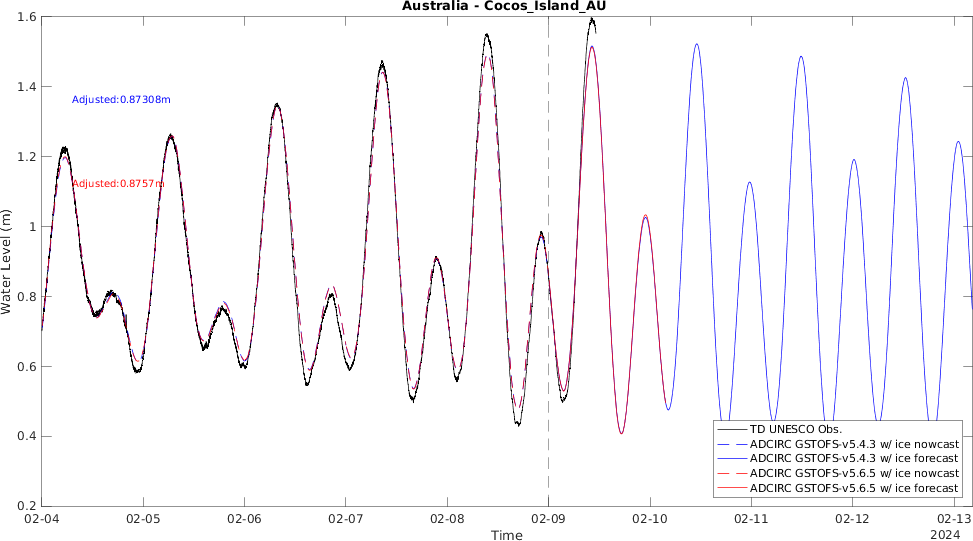 Australia - Cocos_Island_AU
1.6
1.4
1.2
1
0.8
0.6
0.4
0.2
Water Level (m)
Adjusted:0.87308m
Adjusted:0.8757m
TD UNESCO Obs.
ADCIRC GSTOFS-v5.4.3 w/ ice nowcast
ADCIRC GSTOFS-v5.4.3 w/ ice forecast
ADCIRC GSTOFS-v5.6.5 w/ ice nowcast
ADCIRC GSTOFS-v5.6.5 w/ ice forecast
02-04 02-05 02-06 02-07 02-08 02-09 02-10 02-11 02-12 02-13
Time
2024